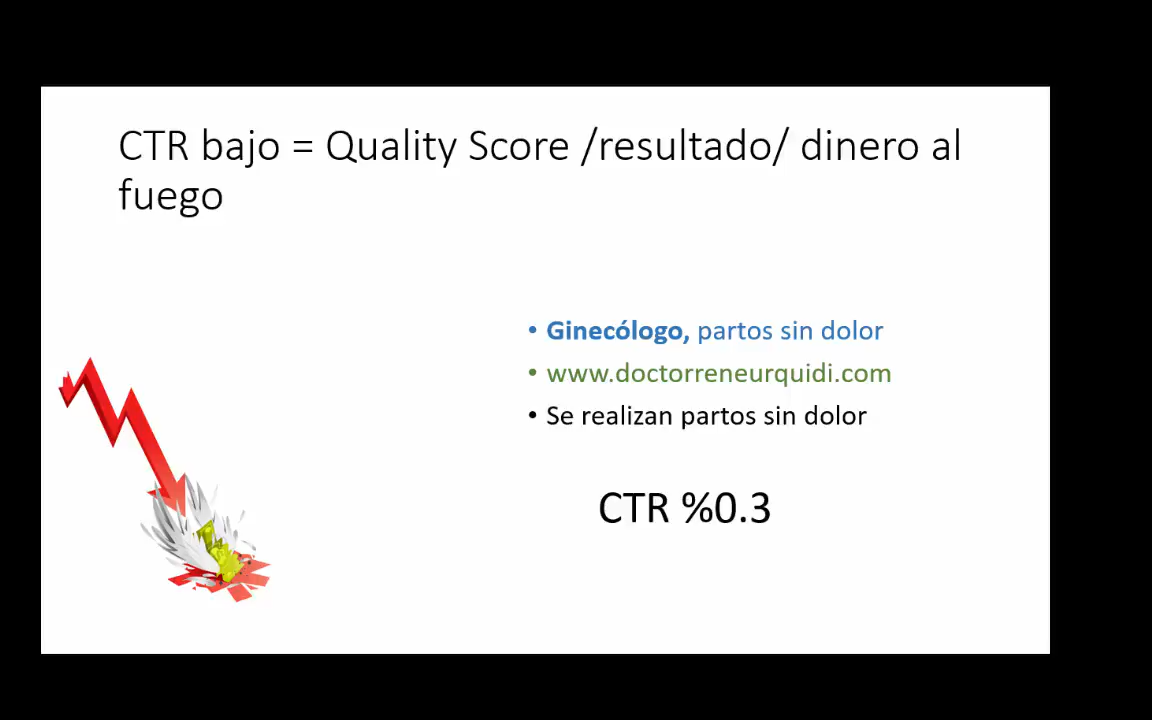 CTR bajo = Quality Score /resultado/ dinero al
fuego
• Ginecólogo, partos sin dolor
• www.doctorreneurquidi.com
• Se realizan partos sin dolor
CTR %0.3